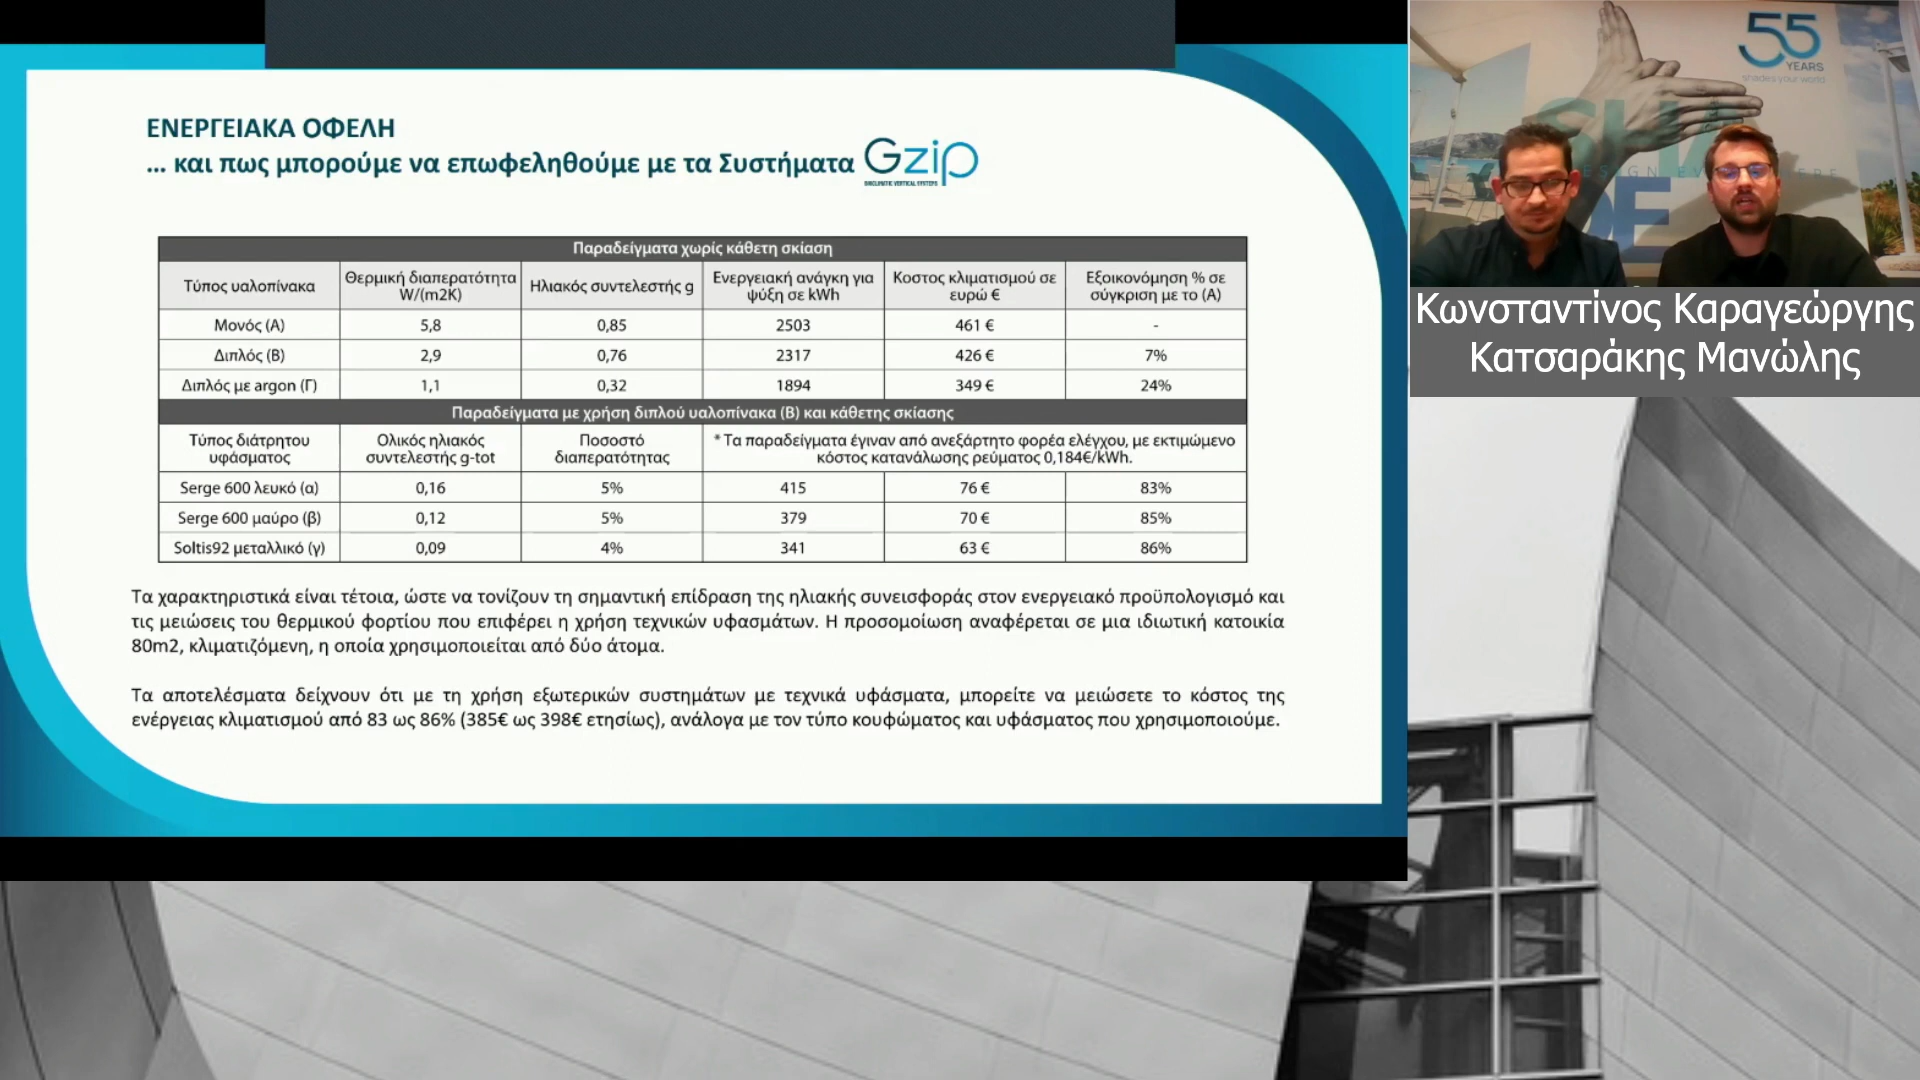 ΕΝΕΡΓΕΙΑΚΑ ΟΦΕΛΗ
... και πως μπορούμε να επωφεληθούμε με τα Συστήματα Gzip
BIOCLIMATIC VERTICAL SYSTEMS
Παραδείγματα χωρίς κάθετη σκίαση
Τύπος υαλοπίνακα Θερμική διαπερατότητα W/(m2K) Ηλιακός συντελεστής g Ενεργειακή ανάγκη για ψύξη σε kWh Κοστος κλιματισμού σε ευρώ € Εξοικονόμηση % σε σύγκριση με το (Α)
Μονός (Α) 5,8 0,85 2503 461 € -
Διπλός (Β) 2,9 0,76 2317 426 € 7%
Διπλός με argon (Γ) 1,1 0,32 1894 349 € 24%
Παραδείγματα με χρήση διπλού υαλοπίνακα (Β) και κάθετης σκίασης
Τύπος διάτρητου υφάσματος Ολικός ηλιακός συντελεστής g-tot Ποσοστό διαπερατότητας * Τα παραδείγματα έγιναν από ανεξάρτητο φορέα ελέγχου, με εκτιμώμενο κόστος κατανάλωσης ρεύματος 0,184€/kWh.
Serge 600 λευκό (α) 0,16 5% 415 76 € 83%
Serge 600 μαύρο (β) 0,12 5% 379 70 € 85%
Soltis92 μεταλλικό (γ) 0,09 4% 341 63 € 86%
Τα χαρακτηριστικά είναι τέτοια, ώστε να τονίζουν τη σημαντική επίδραση της ηλιακής συνεισφοράς στον ενεργειακό προϋπολογισμό και
τις μειώσεις του θερμικού φορτίου που επιφέρει η χρήση τεχνικών υφασμάτων. Η προσομοίωση αναφέρεται σε μια ιδιωτική κατοικία
80m2, κλιματιζόμενη, η οποία χρησιμοποιείται από δύο άτομα.
Τα αποτελέσματα δείχνουν ότι με τη χρήση εξωτερικών συστημάτων με τεχνικά υφάσματα, μπορείτε να μειώσετε το κόστος της
ενέργειας κλιματισμού από 83 ως 86% (385€ ως 398€ ετησίως), ανάλογα με τον τύπο κουφώματος και υφάσματος που χρησιμοποιούμε.
55
YEARS
shades your world
Κωνσταντίνος Καραγεώργης
Κατσαράκης Μανώλης